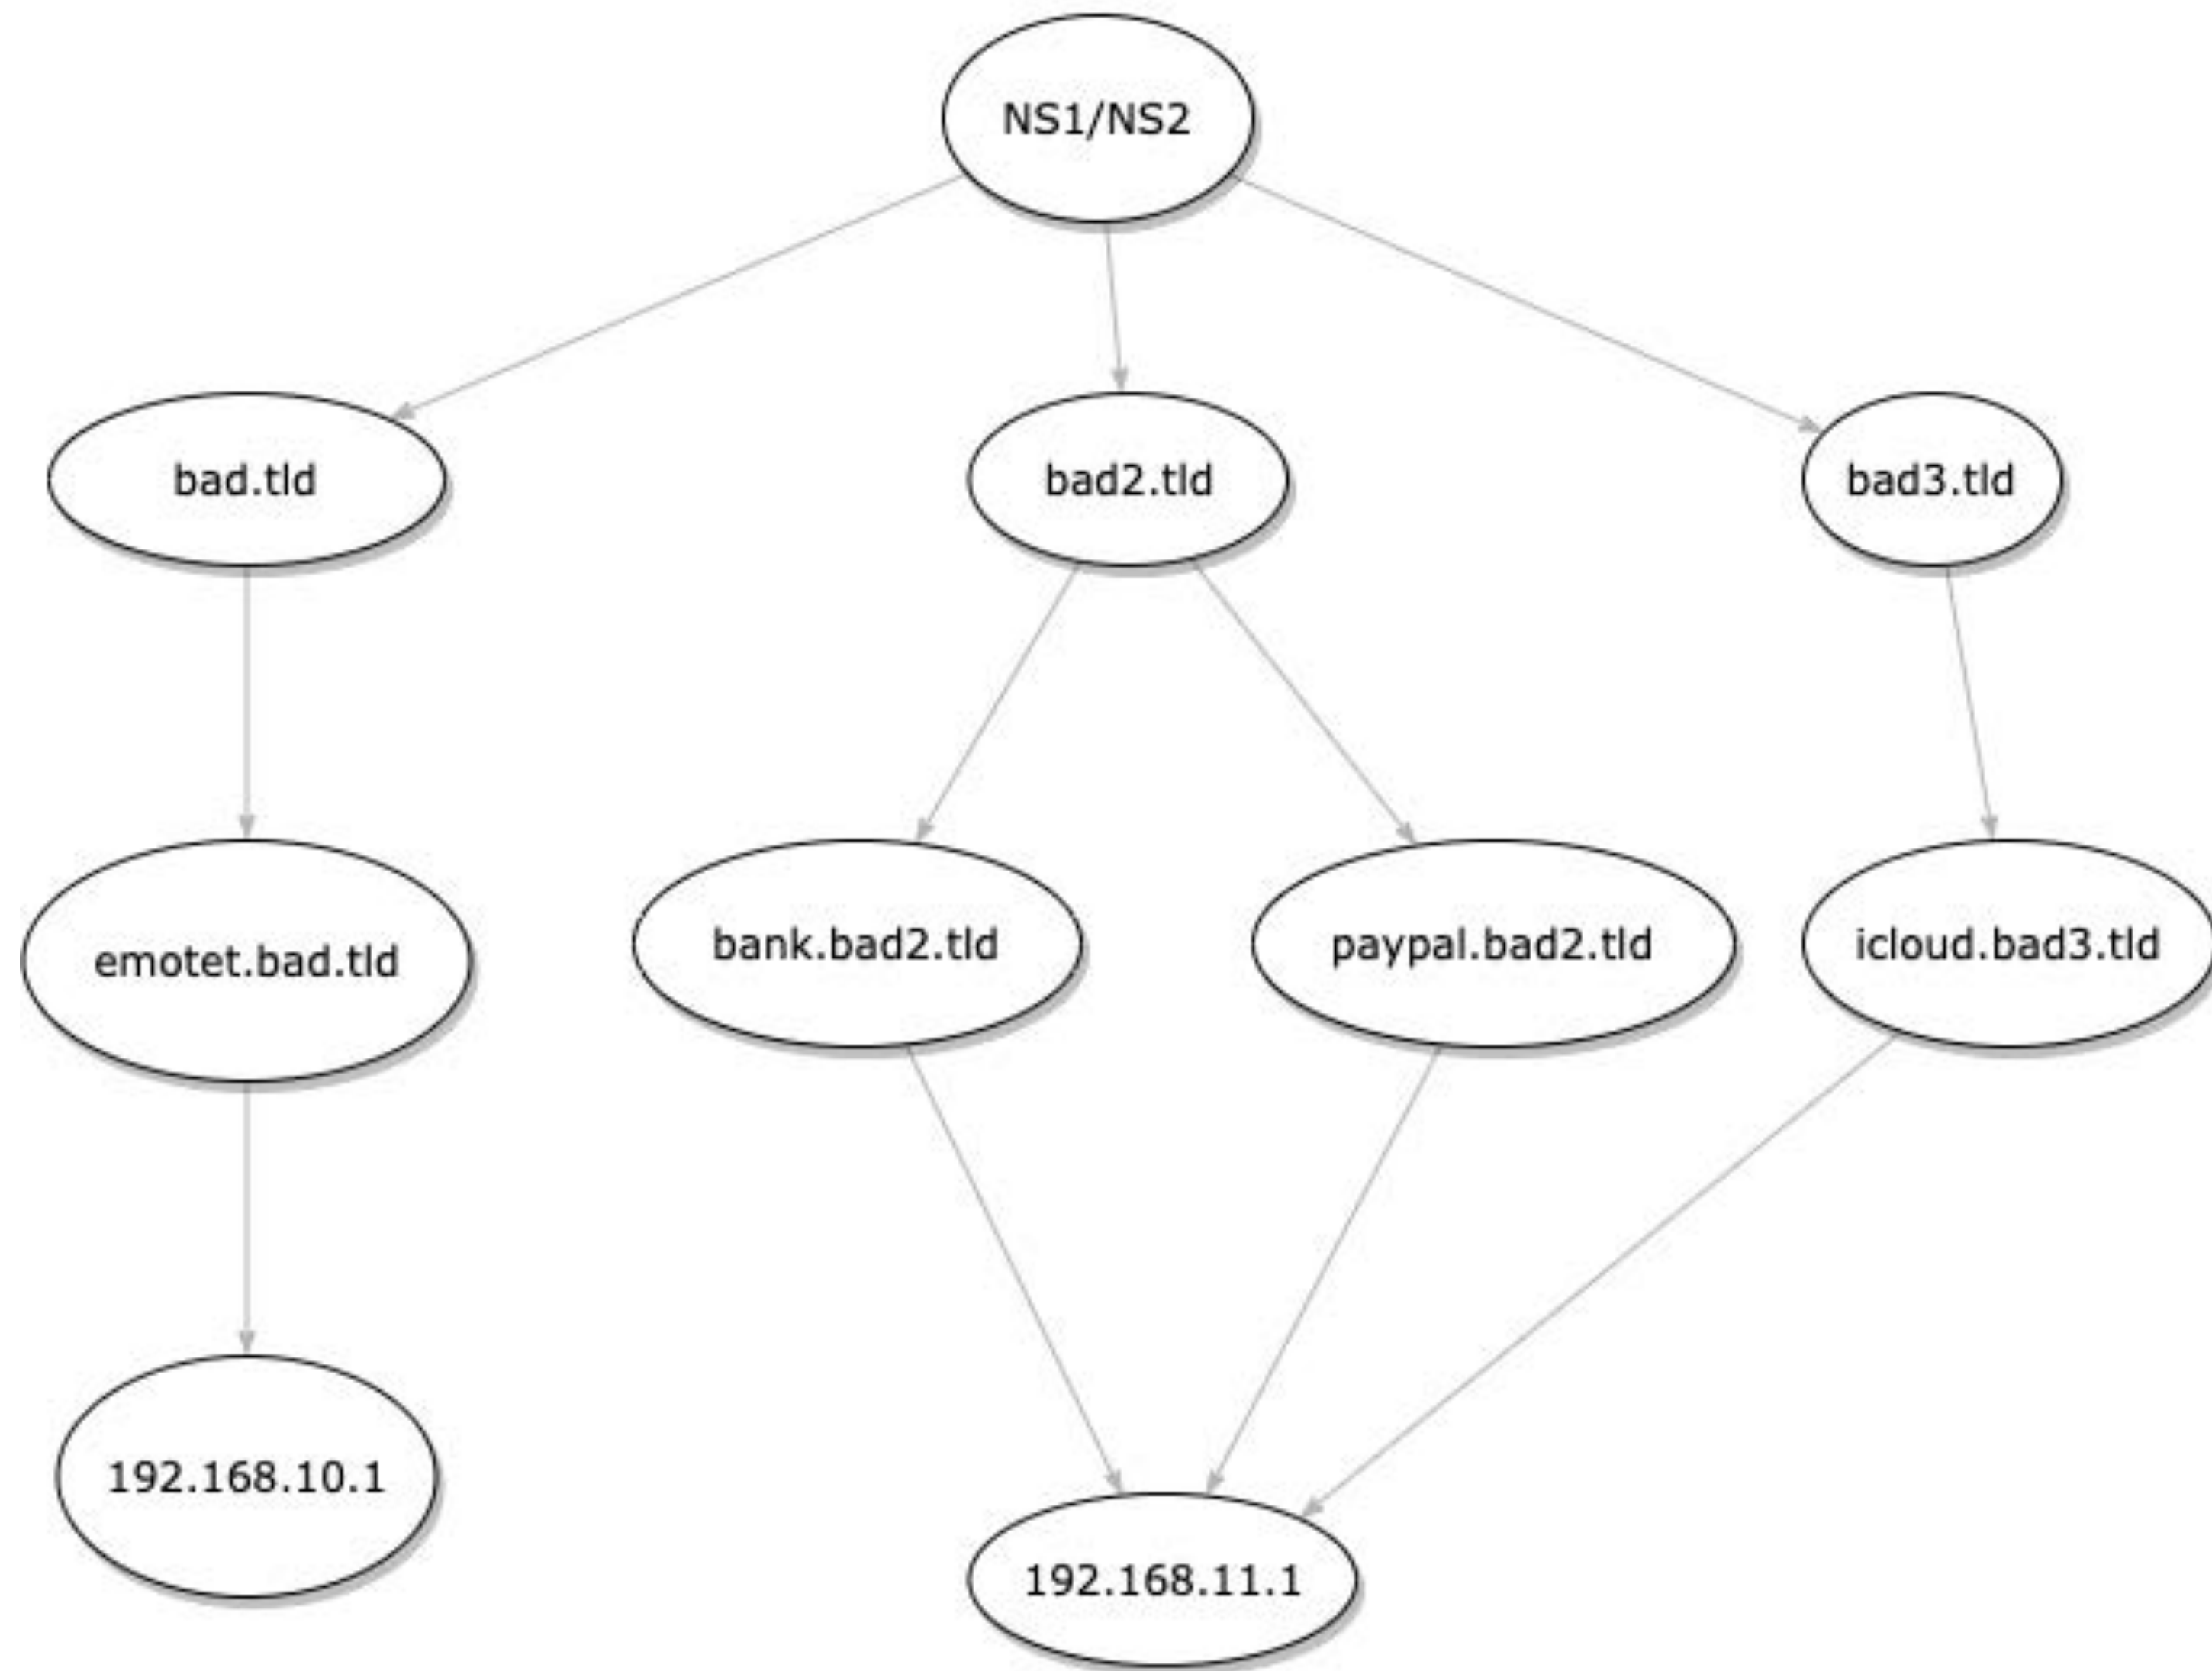 NS1/NS2
bad.tld
bad2.tld
bad3.tld
emotet.bad.tld
bank.bad2.tld
paypal.bad2.tld
icloud.bad3.tld
192.168.10.1
192.168.11.1